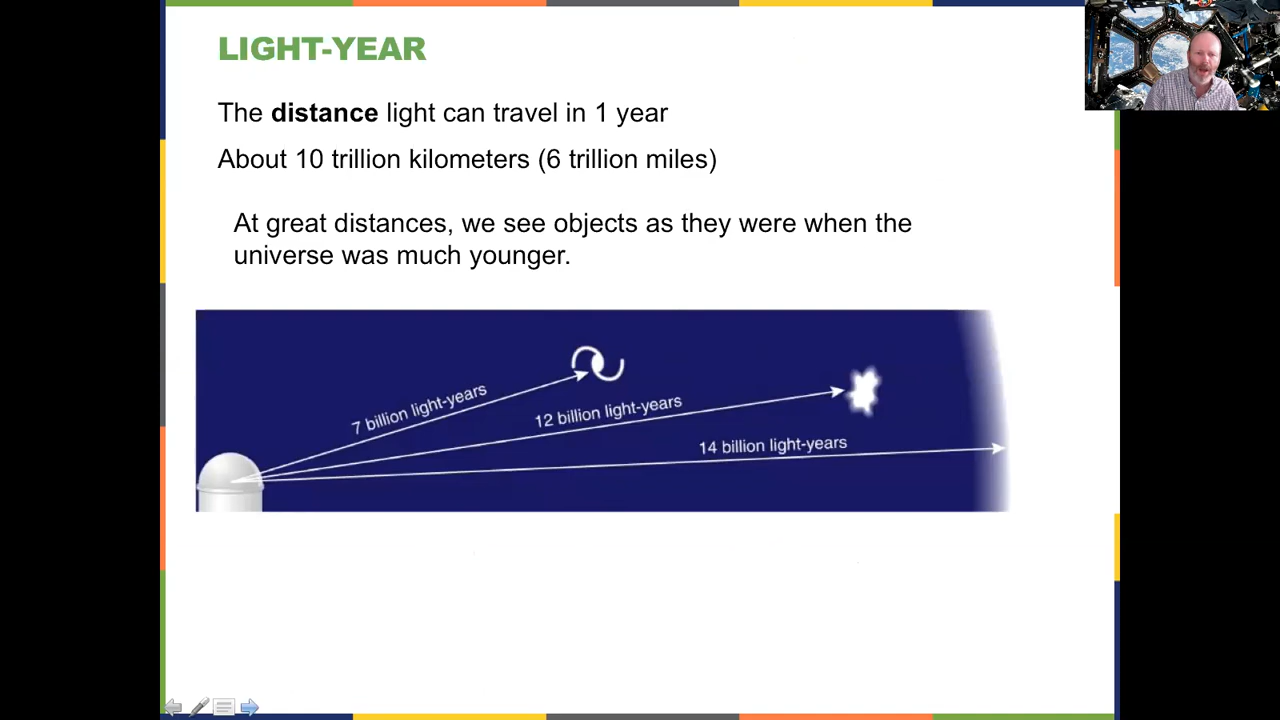 LIGHT-YEAR
The distance light can travel in 1 year
About 10 trillion kilometers (6 trillion miles)
At great distances, we see objects as they were when the
universe was much younger.
7 billion light-years
12 billion light-years
14 billion light-years